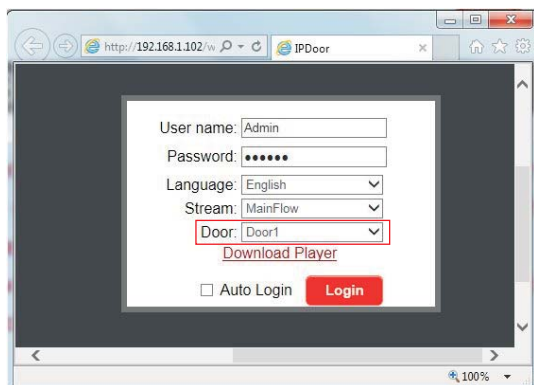 http://192.168.1.102/w
IPDoor
User name: Admin
Password: ••••••
Language: English
Stream: MainFlow
Door: Door1
Download Player
Auto Login Login
100%